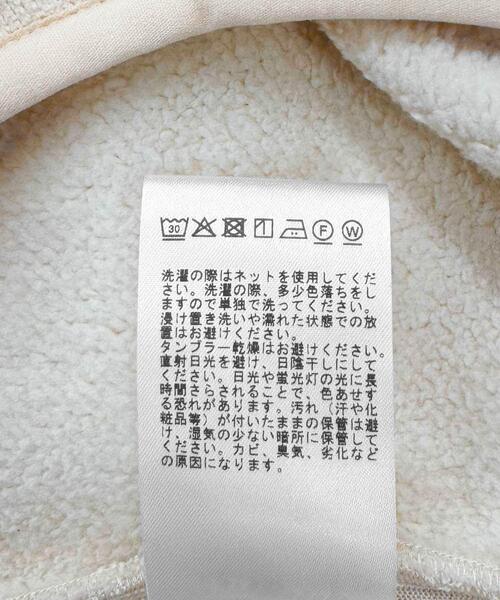 30 F W
洗濯の際はネットを使用してくだ
さい。洗濯の際、多少色落ちをし
ますので単独で洗ってください。
浸け置き洗いや濡れた状態での放
置はお避けください。
タンブラー乾燥はお避けください。
直射日光を避け、日陰干しにして
ください。日光や蛍光灯の光に長
時間さらされることで、色あせす
る恐れがあります。汚れ（汗や化
粧品等）が付いたままの保管は避
け、湿気の少ない暗所に保管して
ください。カビ、臭気、劣化など
の原因になります。